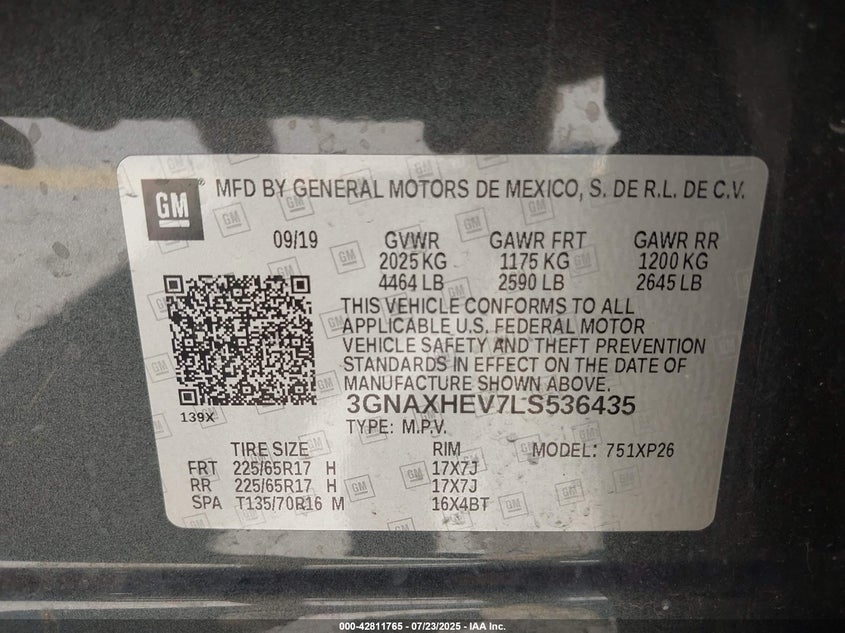 GM ® MFD BY GENERAL MOTORS DE MEXICO, S. DE R.L. DE C.V.
09/19 GVWR GAWR FRT GAWR RR
2025 KG 1175 KG 1200 KG
4464 LB 2590 LB 2645 LB
THIS VEHICLE CONFORMS TO ALL
APPLICABLE U.S. FEDERAL MOTOR
VEHICLE SAFETY AND THEFT PREVENTION
STANDARDS IN EFFECT ON THE DATE OF
MANUFACTURE SHOWN ABOVE.
139X 3GNAXHEV7LS536435
TYPE: M.P.V.
TIRE SIZE RIM MODEL: 751XP26
FRT 225/65R17 H 17X7J
RR 225/65R17 H 17X7J
SPA T135/70R16 M 16X4BT
000-42811765 - 07/23/2025 - IAA Inc.